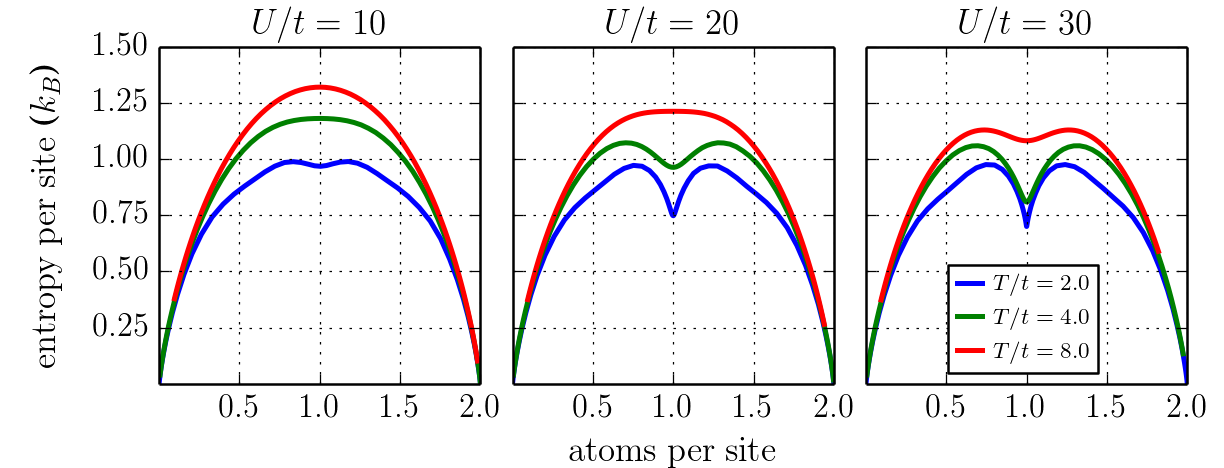 U/t = 10
U/t = 20
U/t = 30
entropy per site (k_B)
1.50
1.25
1.00
0.75
0.50
0.25
T/t = 2.0
T/t = 4.0
T/t = 8.0
0.5 1.0 1.5 2.0
0.5 1.0 1.5 2.0
0.5 1.0 1.5 2.0
atoms per site